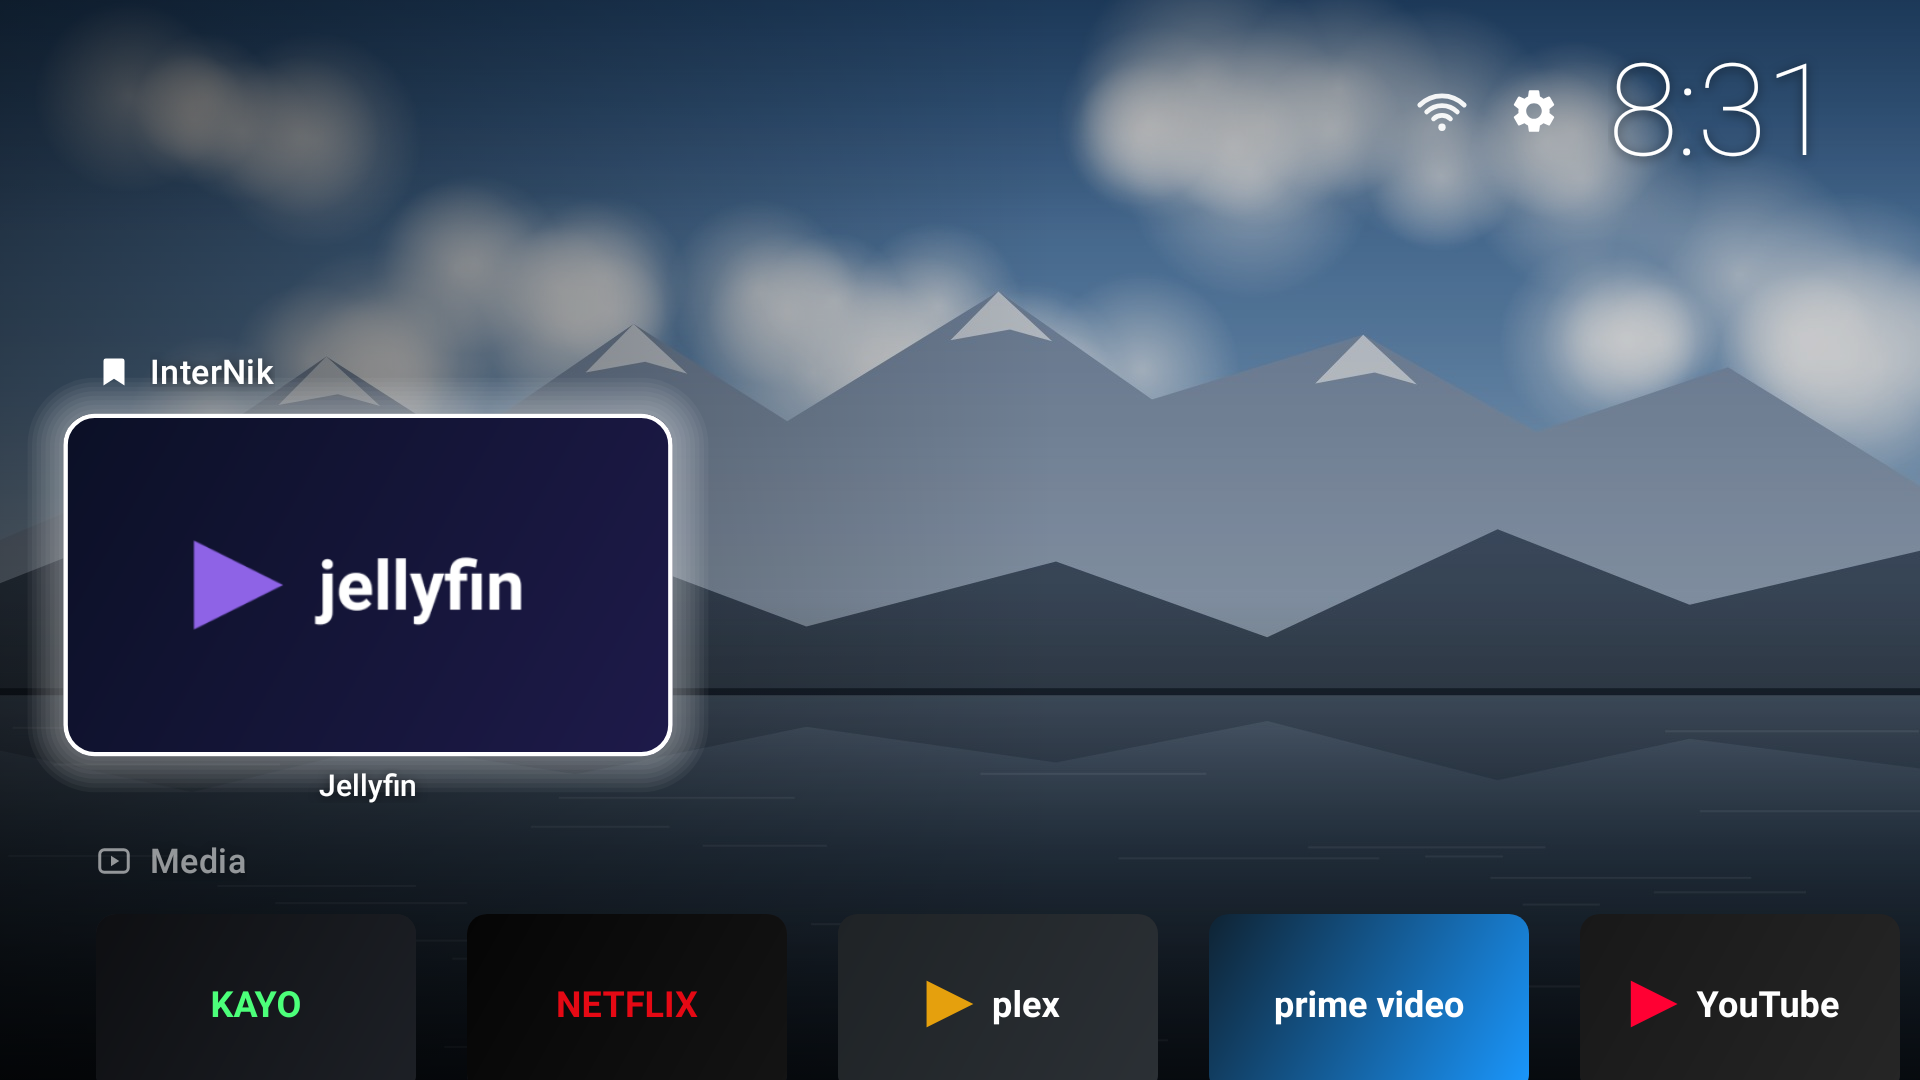 8:31
InterNik
jellyfin
Jellyfin
Media
KAYO
NETFLIX
plex
prime video
YouTube